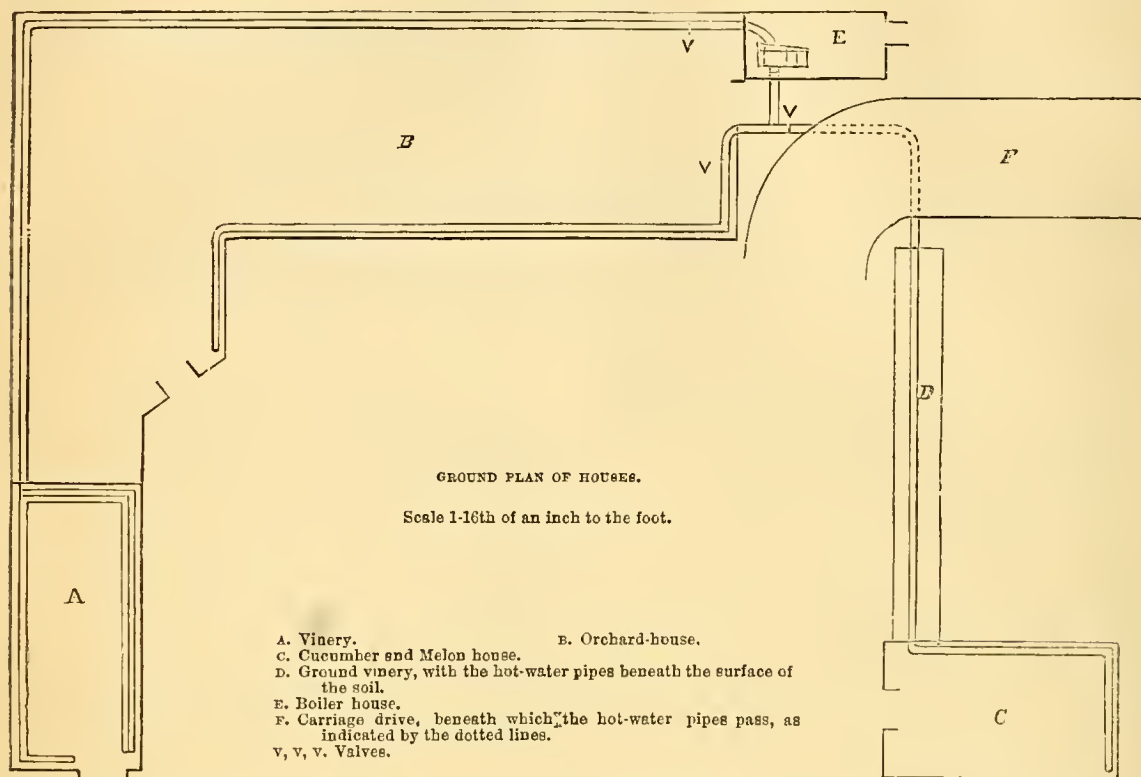 V
E
B
V
V
F
D
GROUND PLAN OF HOUSES.
Scale 1-16th of an inch to the foot.
A
A. Vinery. B. Orchard-house.
C. Cucumber and Melon house.
D. Ground vinery, with the hot-water pipes beneath the surface of
the soil.
E. Boiler house.
F. Carriage drive, beneath which the hot-water pipes pass, as
indicated by the dotted lines.
V, V, V. Valves.
C